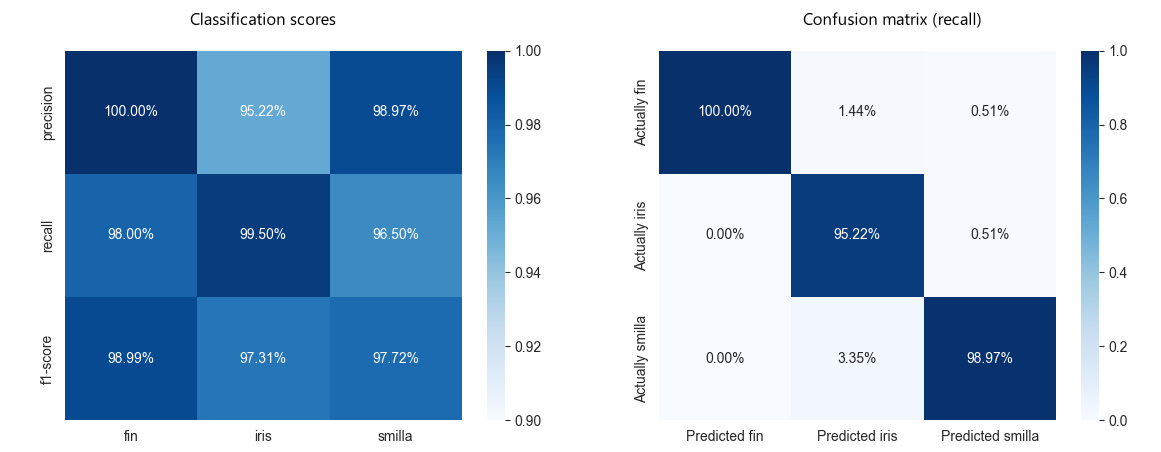 Classification scores
precision
recall
f1-score
100.00% 95.22% 98.97%
98.00% 99.50% 96.50%
98.99% 97.31% 97.72%
fin iris smilla
1.00
0.98
0.96
0.94
0.92
0.90
Confusion matrix (recall)
Actually fin
Actually iris
Actually smilla
100.00% 1.44% 0.51%
0.00% 95.22% 0.51%
0.00% 3.35% 98.97%
Predicted fin Predicted iris Predicted smilla
1.0
0.8
0.6
0.4
0.2
0.0